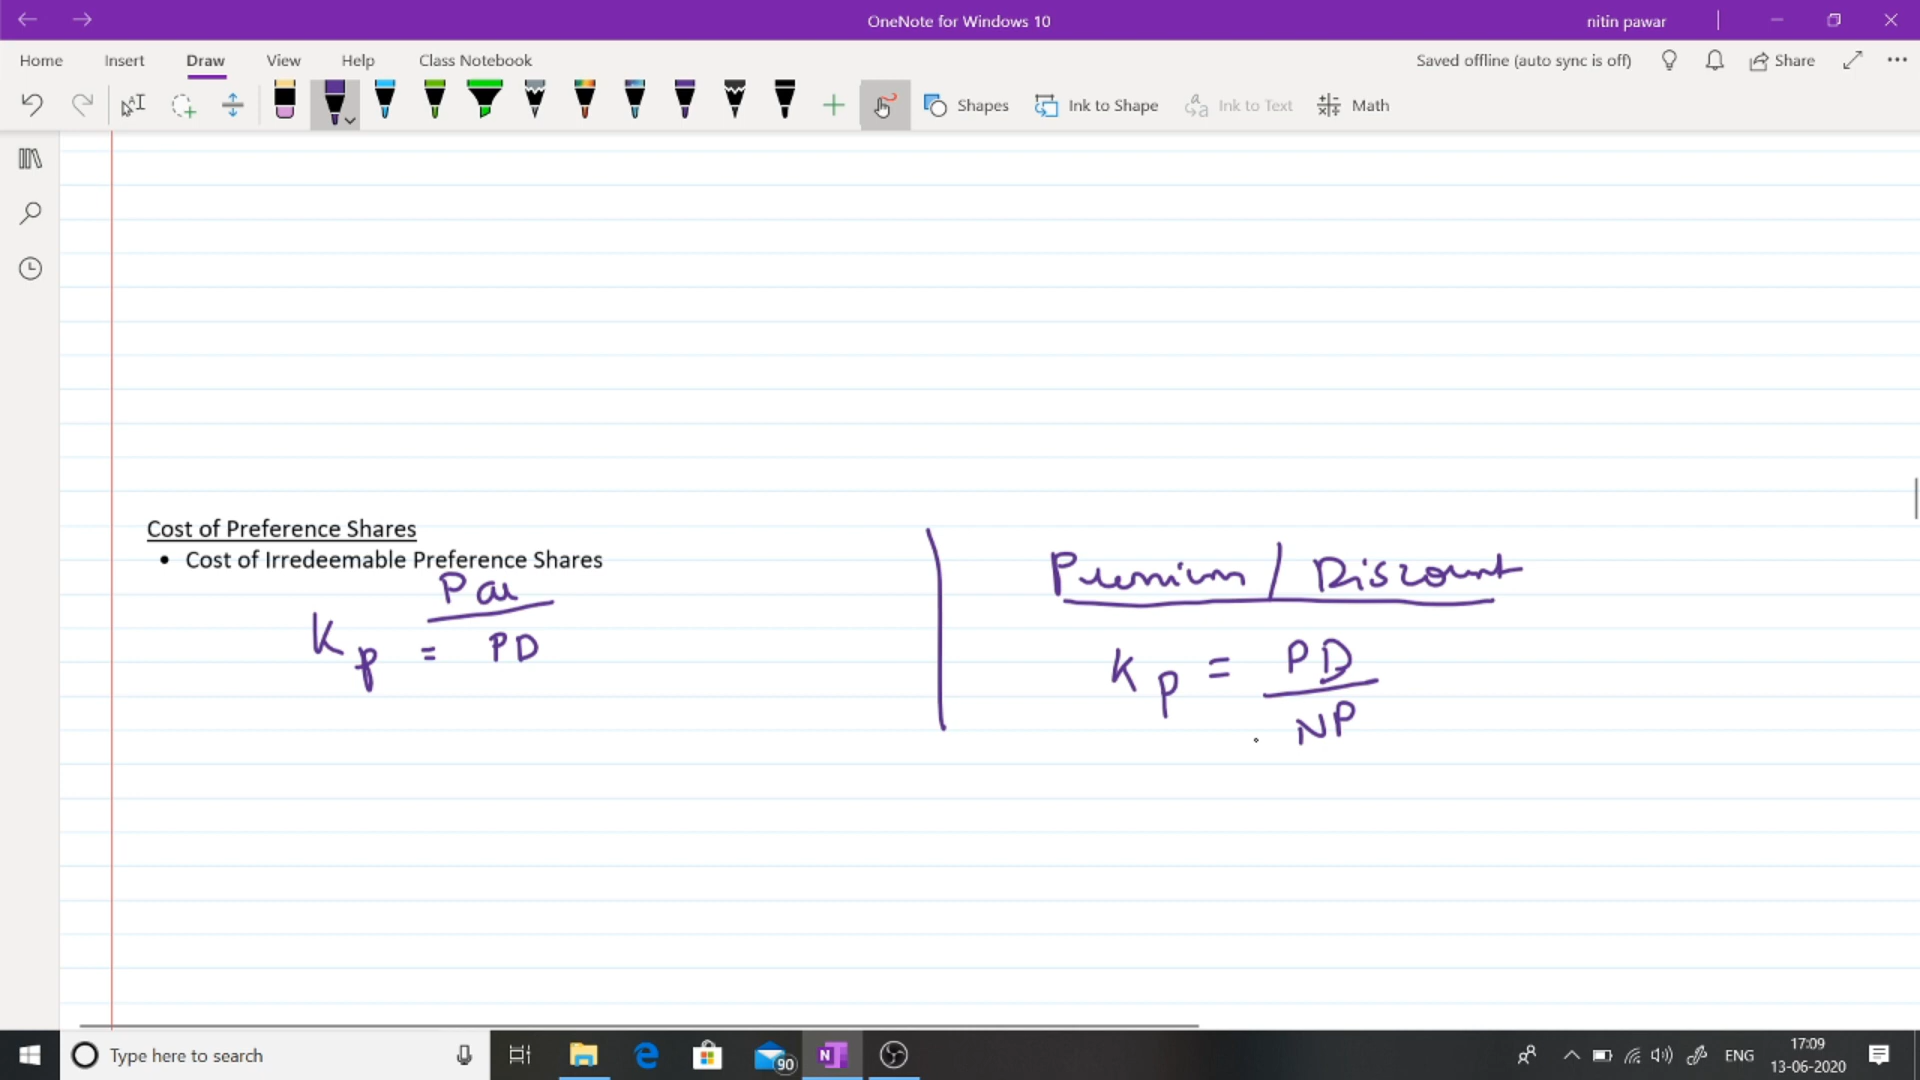 OneNote for Windows 10
nitin pawar
Home Insert Draw View Help Class Notebook
Saved offline (auto sync is off) Share
Shapes Ink to Shape Ink to Text Math
Cost of Preference Shares
• Cost of Irredeemable Preference Shares
Par
Kp = PD
Premium / Discount
Kp = PD
NP
Type here to search
90
N
ENG
17:09
13-06-2020